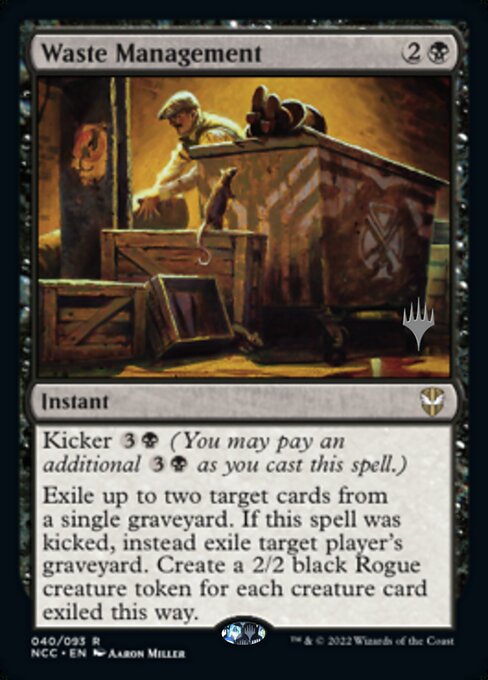 Waste Management 2
Instant
Kicker 3 (You may pay an
additional 3 as you cast this spell.)
Exile up to two target cards from
a single graveyard. If this spell was
kicked, instead exile target player's
graveyard. Create a 2/2 black Rogue
creature token for each creature card
exiled this way.
040/093 R
NCC • EN Aaron Miller
™ & © 2022 Wizards of the Coast